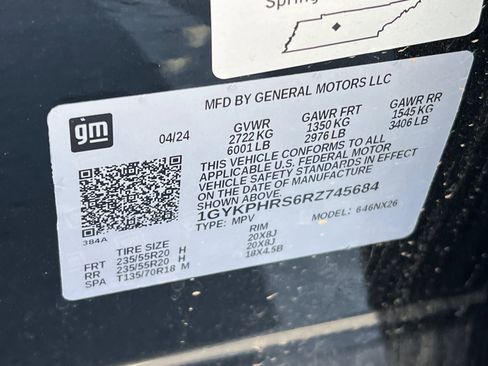 Spring
MFD BY GENERAL MOTORS LLC
gm
04/24
GVWR
2722 KG
6001 LB
GAWR FRT
1350 KG
2976 LB
GAWR RR
1545 KG
3406 LB
THIS VEHICLE CONFORMS TO ALL
APPLICABLE U.S. FEDERAL MOTOR
VEHICLE SAFETY STANDARDS IN EFFECT
ON THE DATE OF MANUFACTURE
SHOWN ABOVE.
1GYKPHRS6RZ745684
TYPE: MPV MODEL: 646NX26
384A
TIRE SIZE RIM
FRT 235/55R20 H 20X8J
RR 235/55R20 H 20X8J
SPA T135/70R18 M 18X4.5B